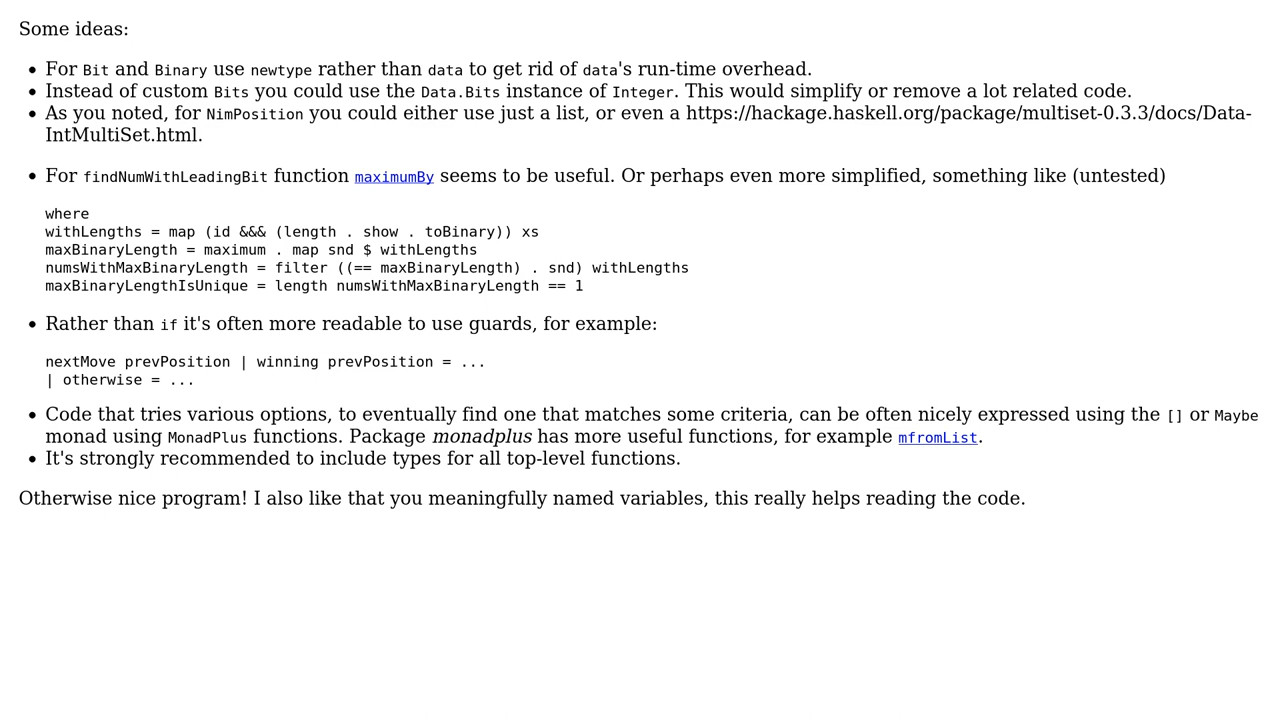 Some ideas:
• For Bit and Binary use newtype rather than data to get rid of data's run-time overhead.
• Instead of custom Bits you could use the Data.Bits instance of Integer. This would simplify or remove a lot related code.
• As you noted, for NimPosition you could either use just a list, or even a https://hackage.haskell.org/package/multiset-0.3.3/docs/Data-
IntMultiSet.html.
• For findNumWithLeadingBit function maximumBy seems to be useful. Or perhaps even more simplified, something like (untested)
where
withLengths = map (id &&& (length . show . toBinary)) xs
maxBinaryLength = maximum . map snd $ withLengths
numsWithMaxBinaryLength = filter ((== maxBinaryLength) . snd) withLengths
maxBinaryLengthIsUnique = length numsWithMaxBinaryLength == 1
• Rather than if it's often more readable to use guards, for example:
nextMove prevPosition | winning prevPosition = ...
| otherwise = ...
• Code that tries various options, to eventually find one that matches some criteria, can be often nicely expressed using the [] or Maybe
monad using MonadPlus functions. Package monadplus has more useful functions, for example mfromList.
• It's strongly recommended to include types for all top-level functions.
Otherwise nice program! I also like that you meaningfully named variables, this really helps reading the code.